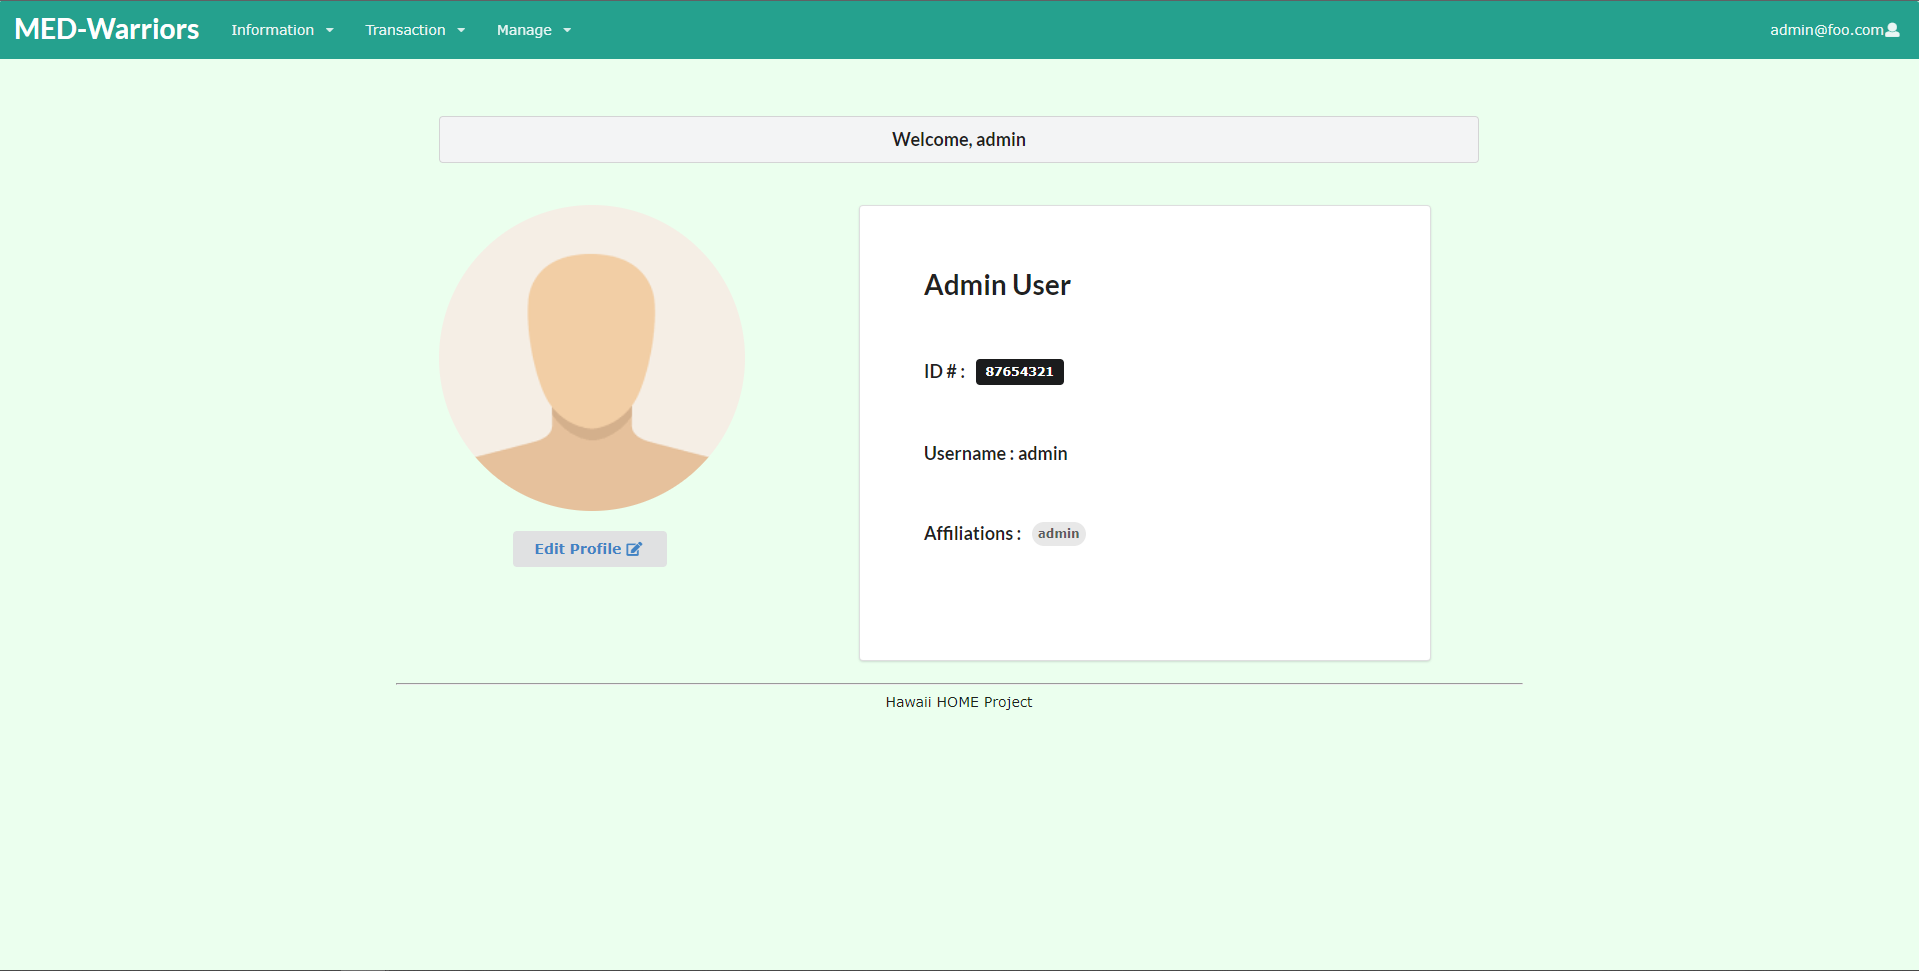 MED-Warriors Information Transaction Manage admin@foo.com
Welcome, admin
Admin User
ID # : 87654321
Username : admin
Affiliations : admin
Edit Profile
Hawaii HOME Project